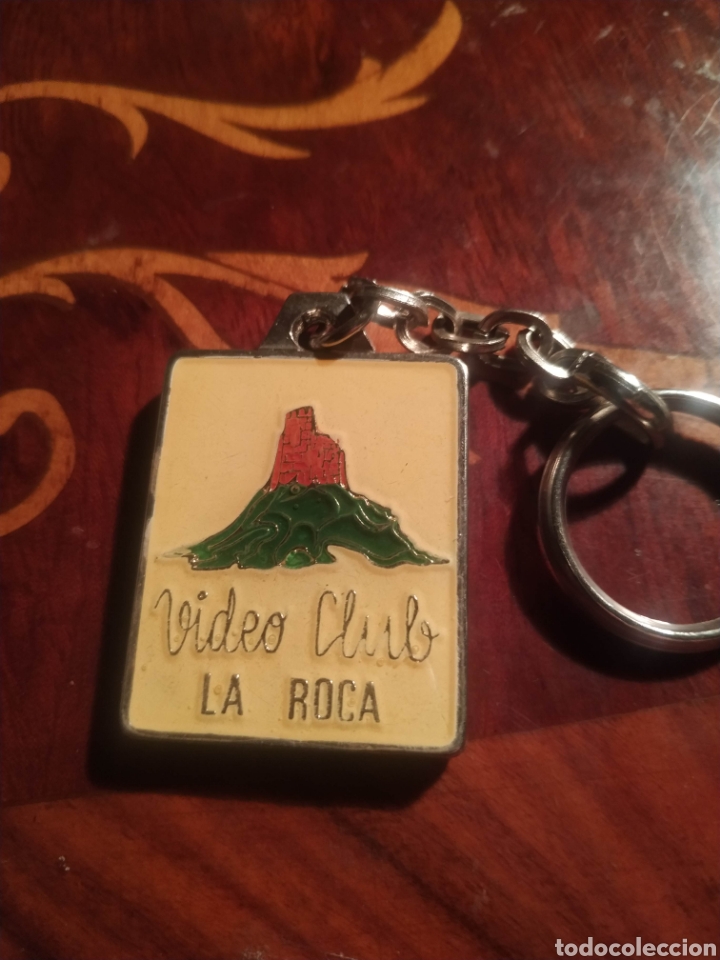 Video Club
LA ROCA
todocoleccion